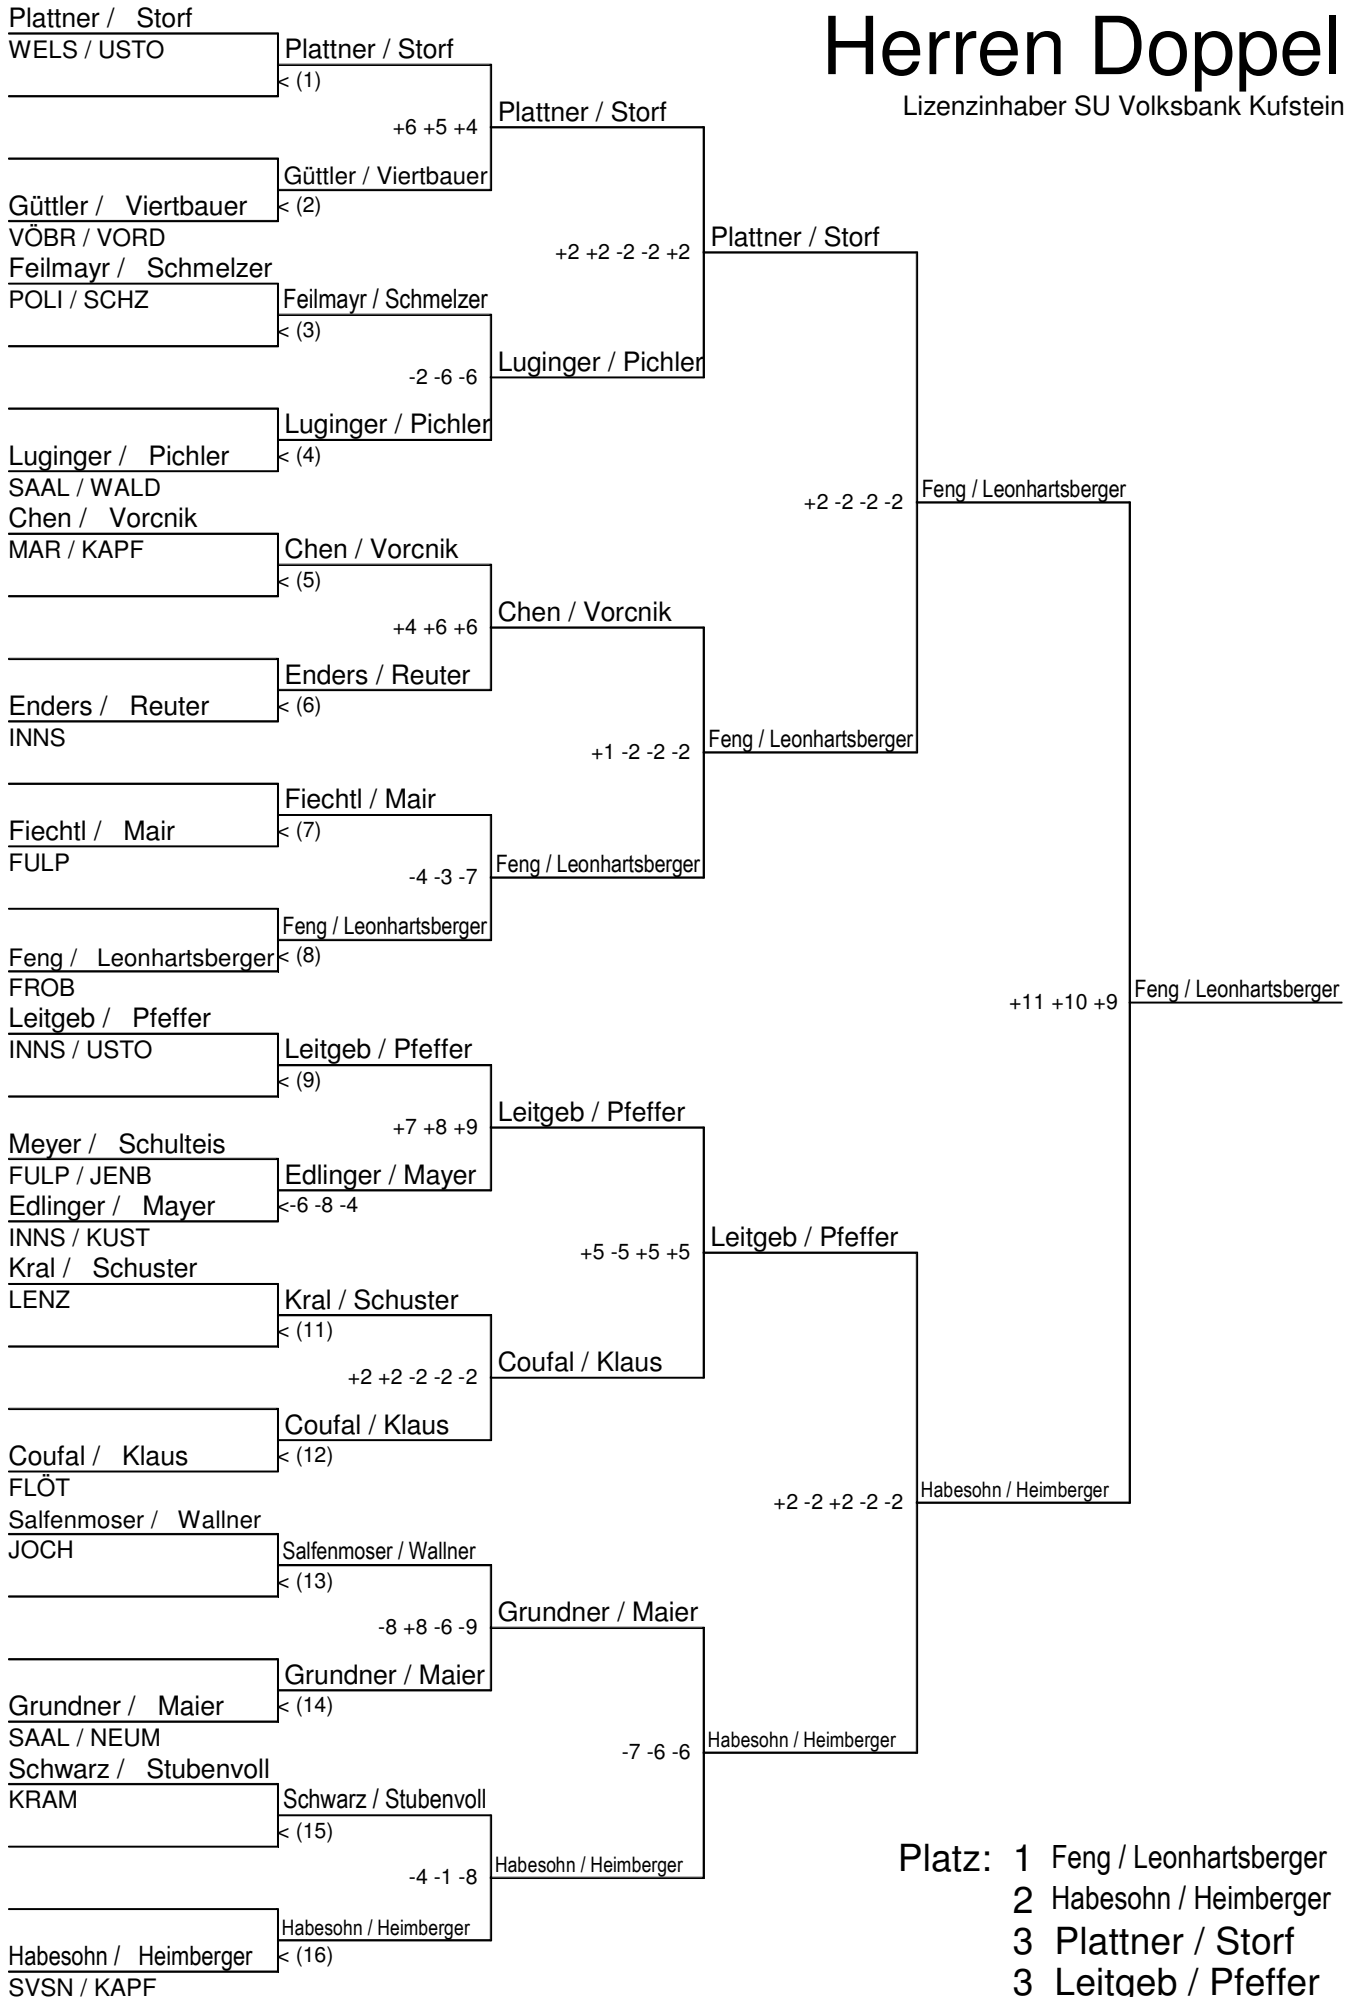 Herren Doppel
Lizenzinhaber SU Volksbank Kufstein
Plattner / Storf
WELS / USTO
Güttler / Viertbauer
VÖBR / VORD
Feilmayr / Schmelzer
POLI / SCHZ
Luginger / Pichler
SAAL / WALD
Chen / Vorcnik
MAR / KAPF
Enders / Reuter
INNS
Fiechtl / Mair
FULP
Feng / Leonhartsberger
FROB
Leitgeb / Pfeffer
INNS / USTO
Meyer / Schulteis
FULP / JENB
Edlinger / Mayer
INNS / KUST
Kral / Schuster
LENZ
Coufal / Klaus
FLÖT
Salfenmoser / Wallner
JOCH
Grundner / Maier
SAAL / NEUM
Schwarz / Stubenvoll
KRAM
Habesohn / Heimberger
SVSN / KAPF
Plattner / Storf
< (1)
+6 +5 +4
Güttler / Viertbauer
< (2)
Feilmayr / Schmelzer
< (3)
-2 -6 -6
Luginger / Pichler
< (4)
Chen / Vorcnik
< (5)
+4 +6 +6
Enders / Reuter
< (6)
Fiechtl / Mair
< (7)
-4 -3 -7
Feng / Leonhartsberger
< (8)
Leitgeb / Pfeffer
< (9)
+7 +8 +9
Edlinger / Mayer
<-6 -8 -4
Kral / Schuster
< (11)
+2 +2 -2 -2 -2
Coufal / Klaus
< (12)
Salfenmoser / Wallner
< (13)
-8 +8 -6 -9
Grundner / Maier
< (14)
Schwarz / Stubenvoll
< (15)
-4 -1 -8
Habesohn / Heimberger
< (16)
Plattner / Storf
+2 +2 -2 -2 +2
Luginger / Pichler
Chen / Vorcnik
+1 -2 -2 -2
Feng / Leonhartsberger
Leitgeb / Pfeffer
+5 -5 +5 +5
Coufal / Klaus
Grundner / Maier
-7 -6 -6
Habesohn / Heimberger
Plattner / Storf
+2 -2 -2 -2
Feng / Leonhartsberger
Leitgeb / Pfeffer
+2 -2 +2 -2 -2
Habesohn / Heimberger
Feng / Leonhartsberger
+11 +10 +9
Habesohn / Heimberger
Feng / Leonhartsberger
Platz: 1 Feng / Leonhartsberger
2 Habesohn / Heimberger
3 Plattner / Storf
3 Leitgeb / Pfeffer